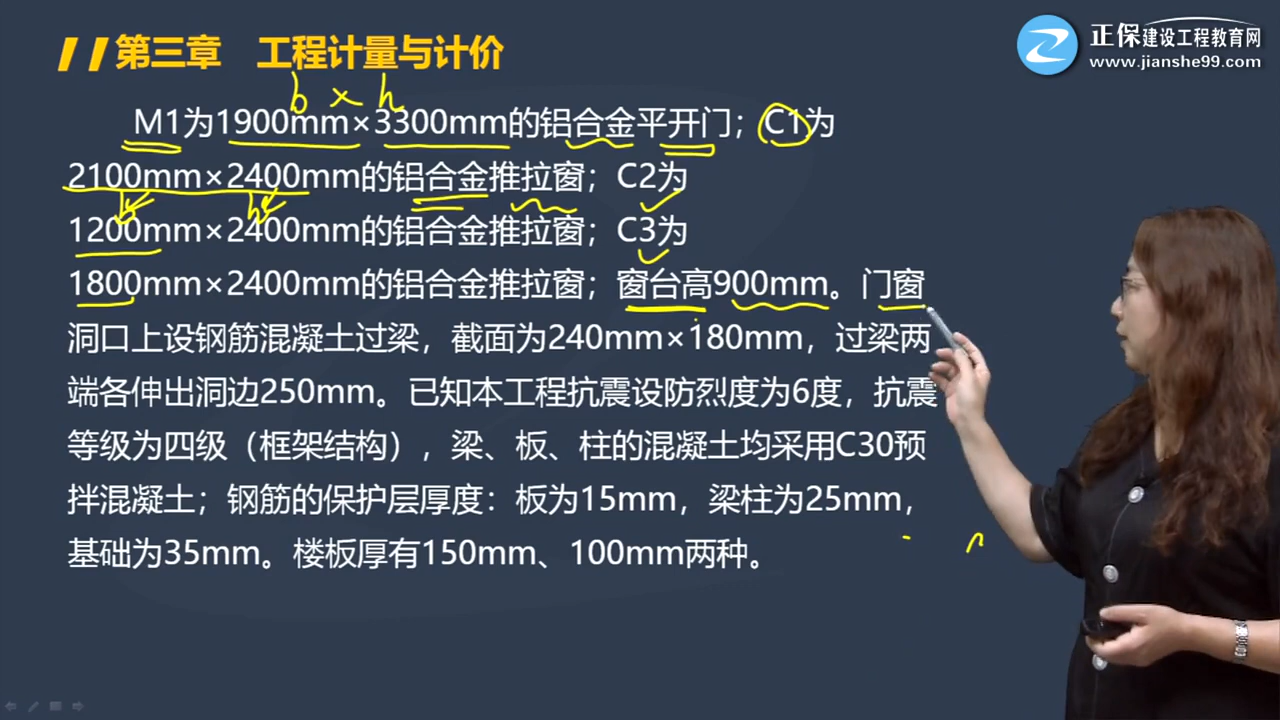 第三章 工程计量与计价
正保建设工程教育网
www.jianshe99.com
b × h
M1为1900mm×3300mm的铝合金平开门；C1为
2100mm×2400mm的铝合金推拉窗；C2为
b h
1200mm×2400mm的铝合金推拉窗；C3为
1800mm×2400mm的铝合金推拉窗；窗台高900mm。门窗
洞口上设钢筋混凝土过梁，截面为240mm×180mm，过梁两
端各伸出洞边250mm。已知本工程抗震设防烈度为6度，抗震
等级为四级（框架结构），梁、板、柱的混凝土均采用C30预
拌混凝土；钢筋的保护层厚度：板为15mm，梁柱为25mm，
基础为35mm。楼板厚有150mm、100mm两种。